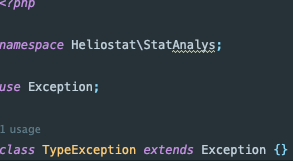 <?php
namespace Heliostat\StatAnalys;
use Exception;
1 usage
class TypeException extends Exception {}